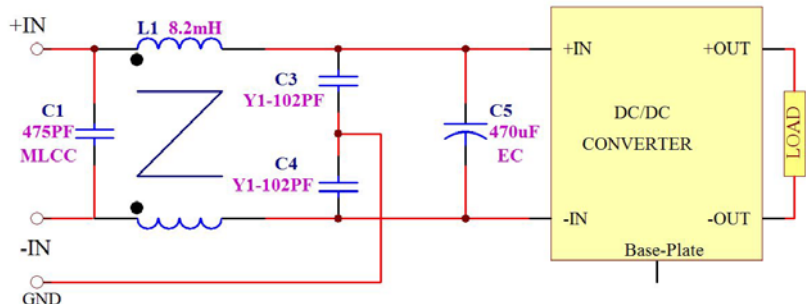 +IN
L1 8.2mH
C1
475PF
MLCC
C3
Y1-102PF
C4
Y1-102PF
C5
470uF
EC
+IN
+OUT
DC/DC
CONVERTER
-IN
-OUT
Base-Plate
LOAD
-IN
GND